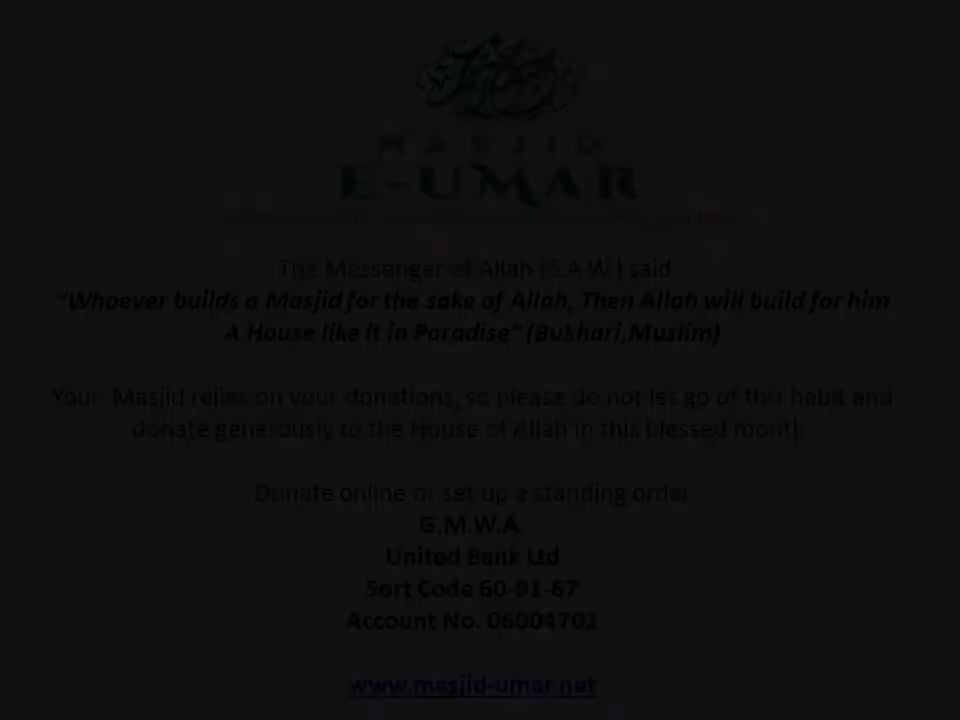 MASJID
E-UMAR
The Messenger of Allah (S.A.W.) said
"Whoever builds a Masjid for the sake of Allah, Then Allah will build for him
A House like it in Paradise" (Bukhari,Muslim)
Your Masjid relies on your donations, so please do not let go of this habit and
donate generously to the House of Allah in this blessed month
Donate online or set up a standing order
G.M.W.A.
United Bank Ltd
Sort Code 60-91-67
Account No. 06004702
www.masjid-umar.net